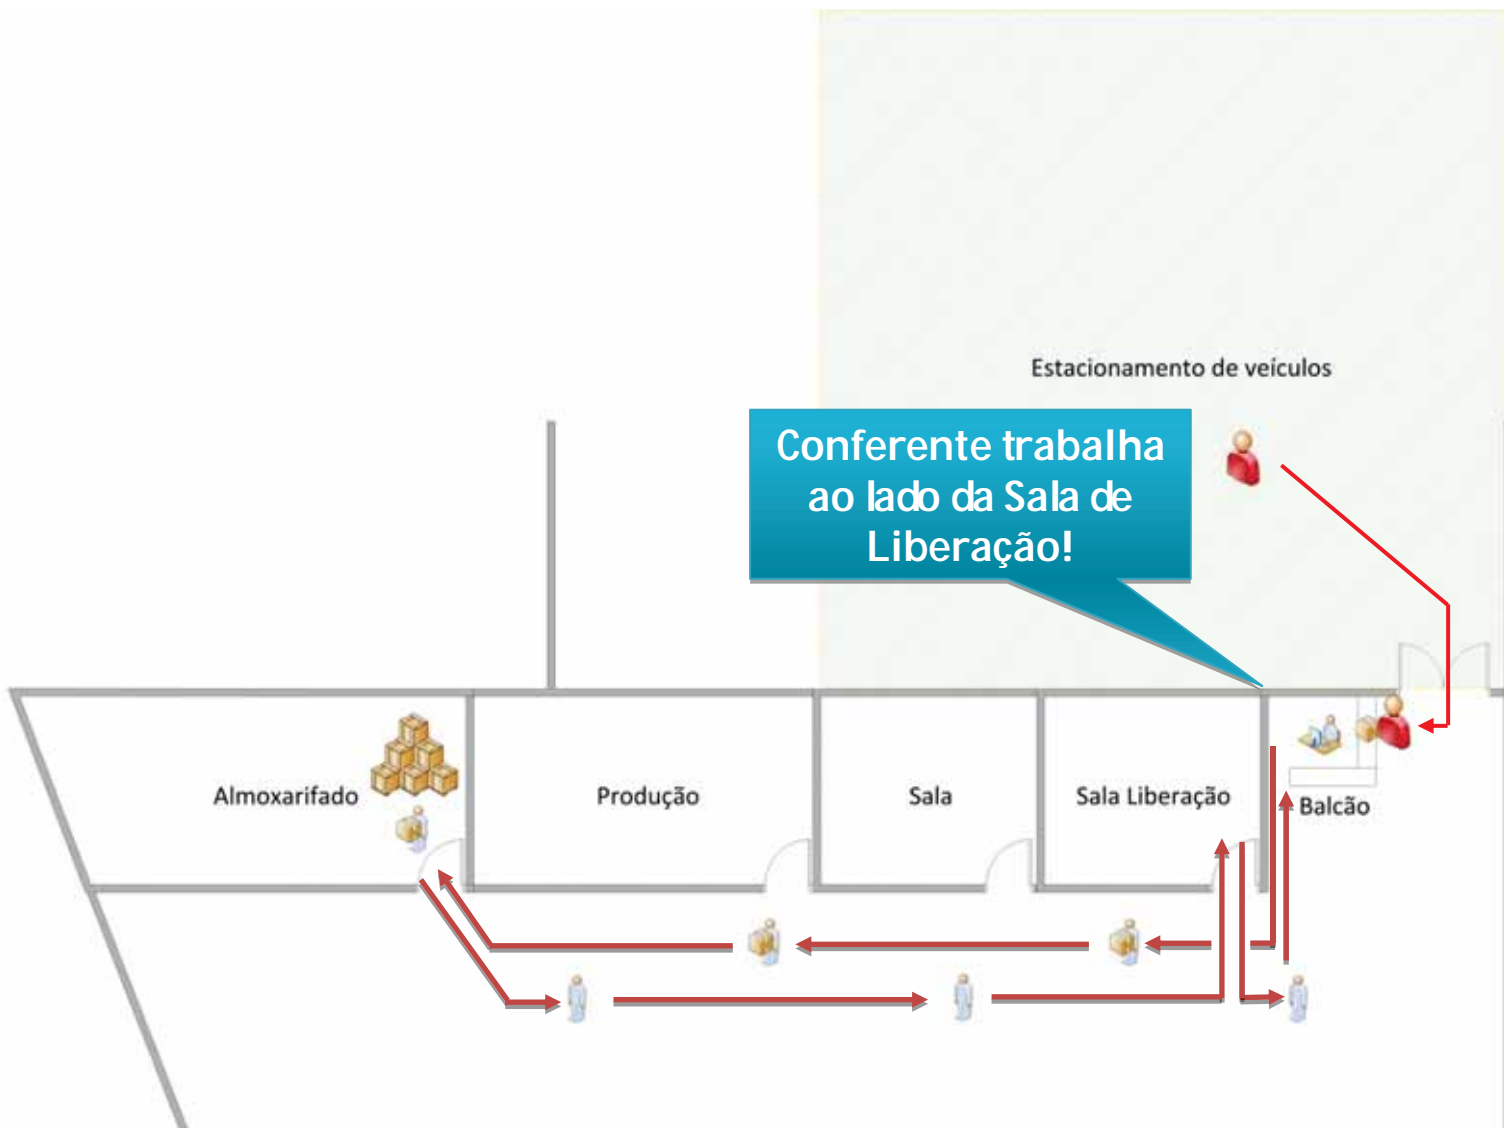 Estacionamento de veículos
Conferente trabalha
ao lado da Sala de
Liberação!
Almoxarifado
Produção
Sala
Sala Liberação
Balcão